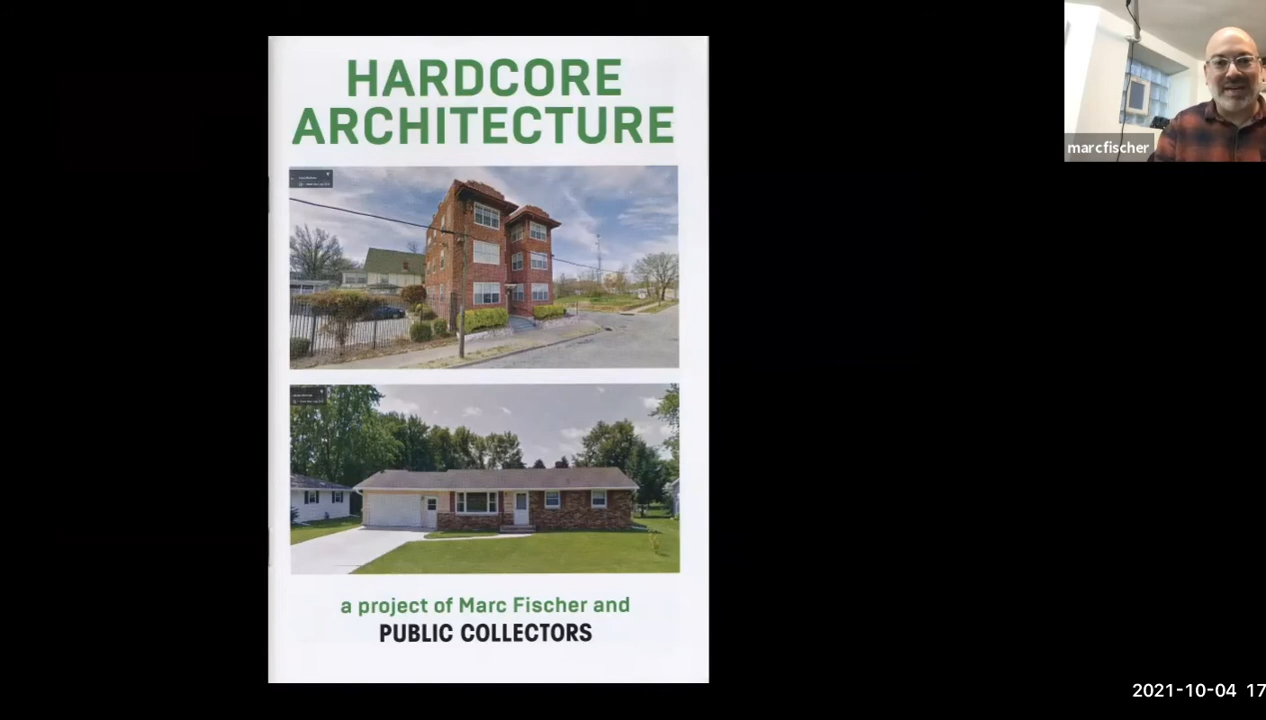 HARDCORE
ARCHITECTURE
a project of Marc Fischer and
PUBLIC COLLECTORS
marcfischer
2021-10-04 17